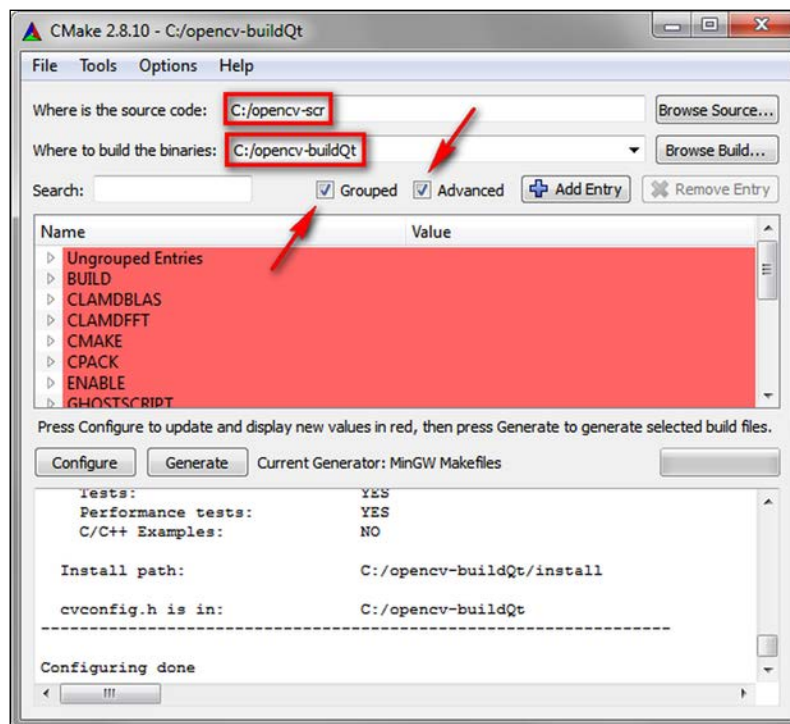 CMake 2.8.10 - C:/opencv-buildQt
File Tools Options Help
Where is the source code: C:/opencv-scr Browse Source...
Where to build the binaries: C:/opencv-buildQt Browse Build...
Search: Grouped Advanced Add Entry Remove Entry
Name Value
Ungrouped Entries
BUILD
CLAMDBLAS
CLAMDFFT
CMAKE
CPACK
ENABLE
GHOSTSCRIPT
Press Configure to update and display new values in red, then press Generate to generate selected build files.
Configure Generate Current Generator: MinGW Makefiles
Tests: YES
Performance tests: YES
C/C++ Examples: NO
Install path: C:/opencv-buildQt/install
cvconfig.h is in: C:/opencv-buildQt
-----------------------------------------------------------------
Configuring done